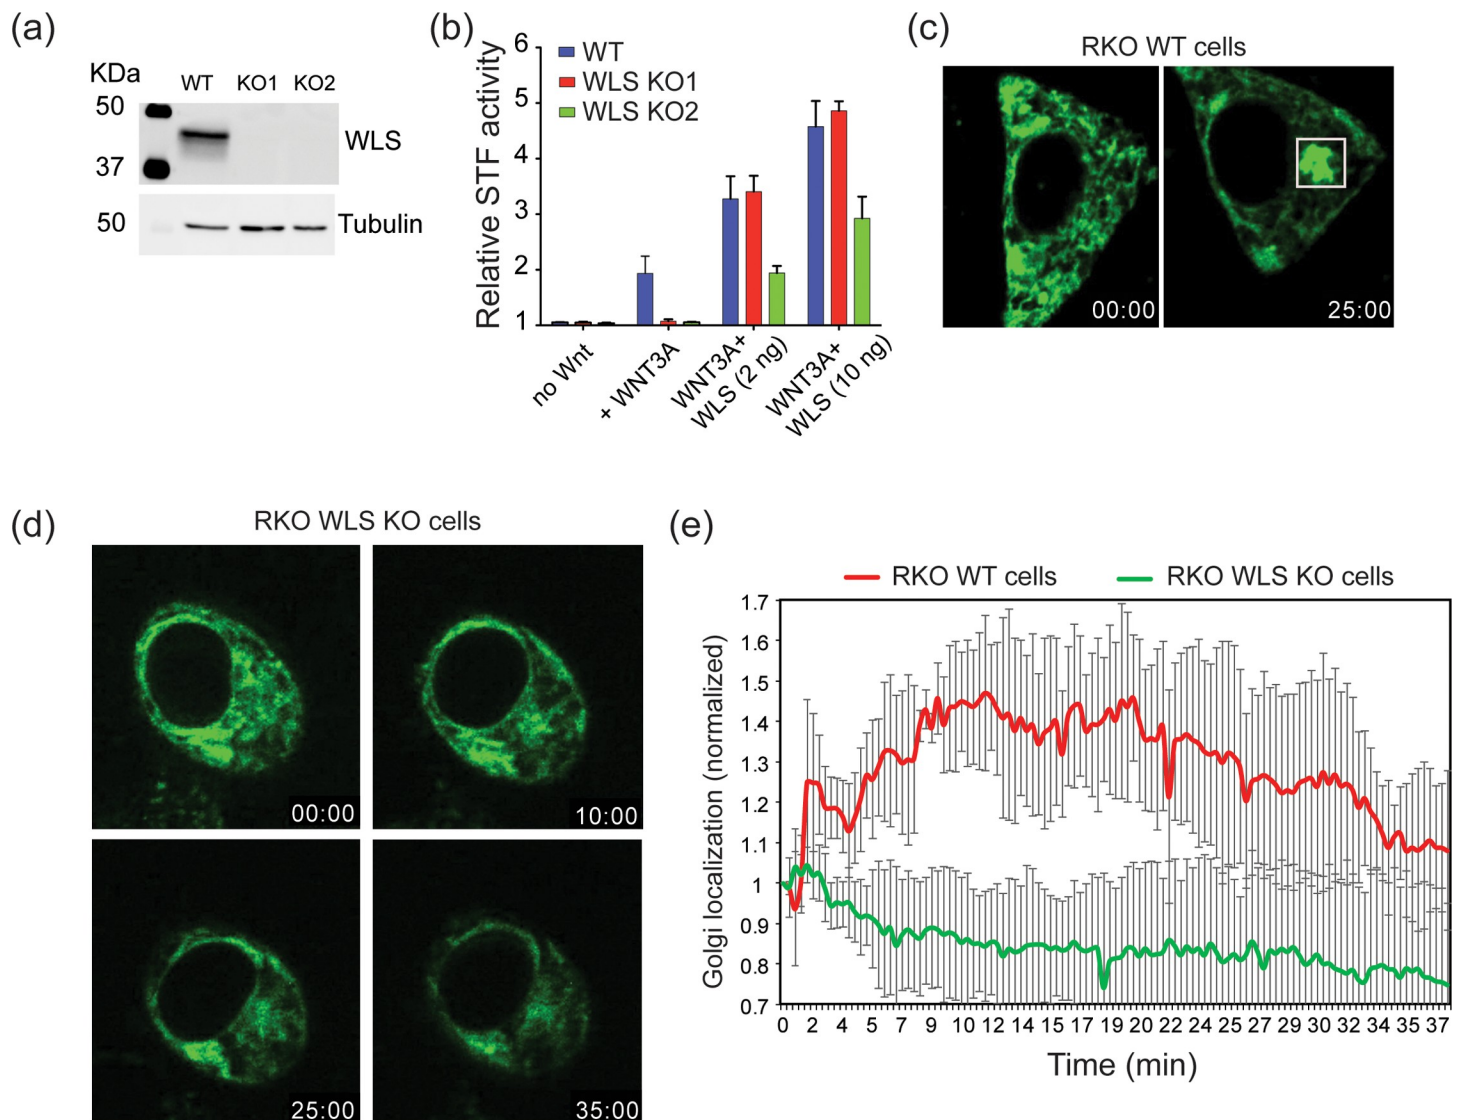 (a)
KDa
WT KO1 KO2
50
WLS
37
50
Tubulin
(b)
Relative STF activity
6
5
4
3
2
1
WT
WLS KO1
WLS KO2
no Wnt
+ WNT3A
WNT3A+
WLS (2 ng)
WNT3A+
WLS (10 ng)
(c)
RKO WT cells
00:00
25:00
(d)
RKO WLS KO cells
00:00
10:00
25:00
35:00
(e)
RKO WT cells
RKO WLS KO cells
Golgi localization (normalized)
1.7
1.6
1.5
1.4
1.3
1.2
1.1
1
0.9
0.8
0.7
0 2 4 5 7 9 10 12 14 15 17 19 20 22 24 25 27 29 30 32 34 35 37
Time (min)